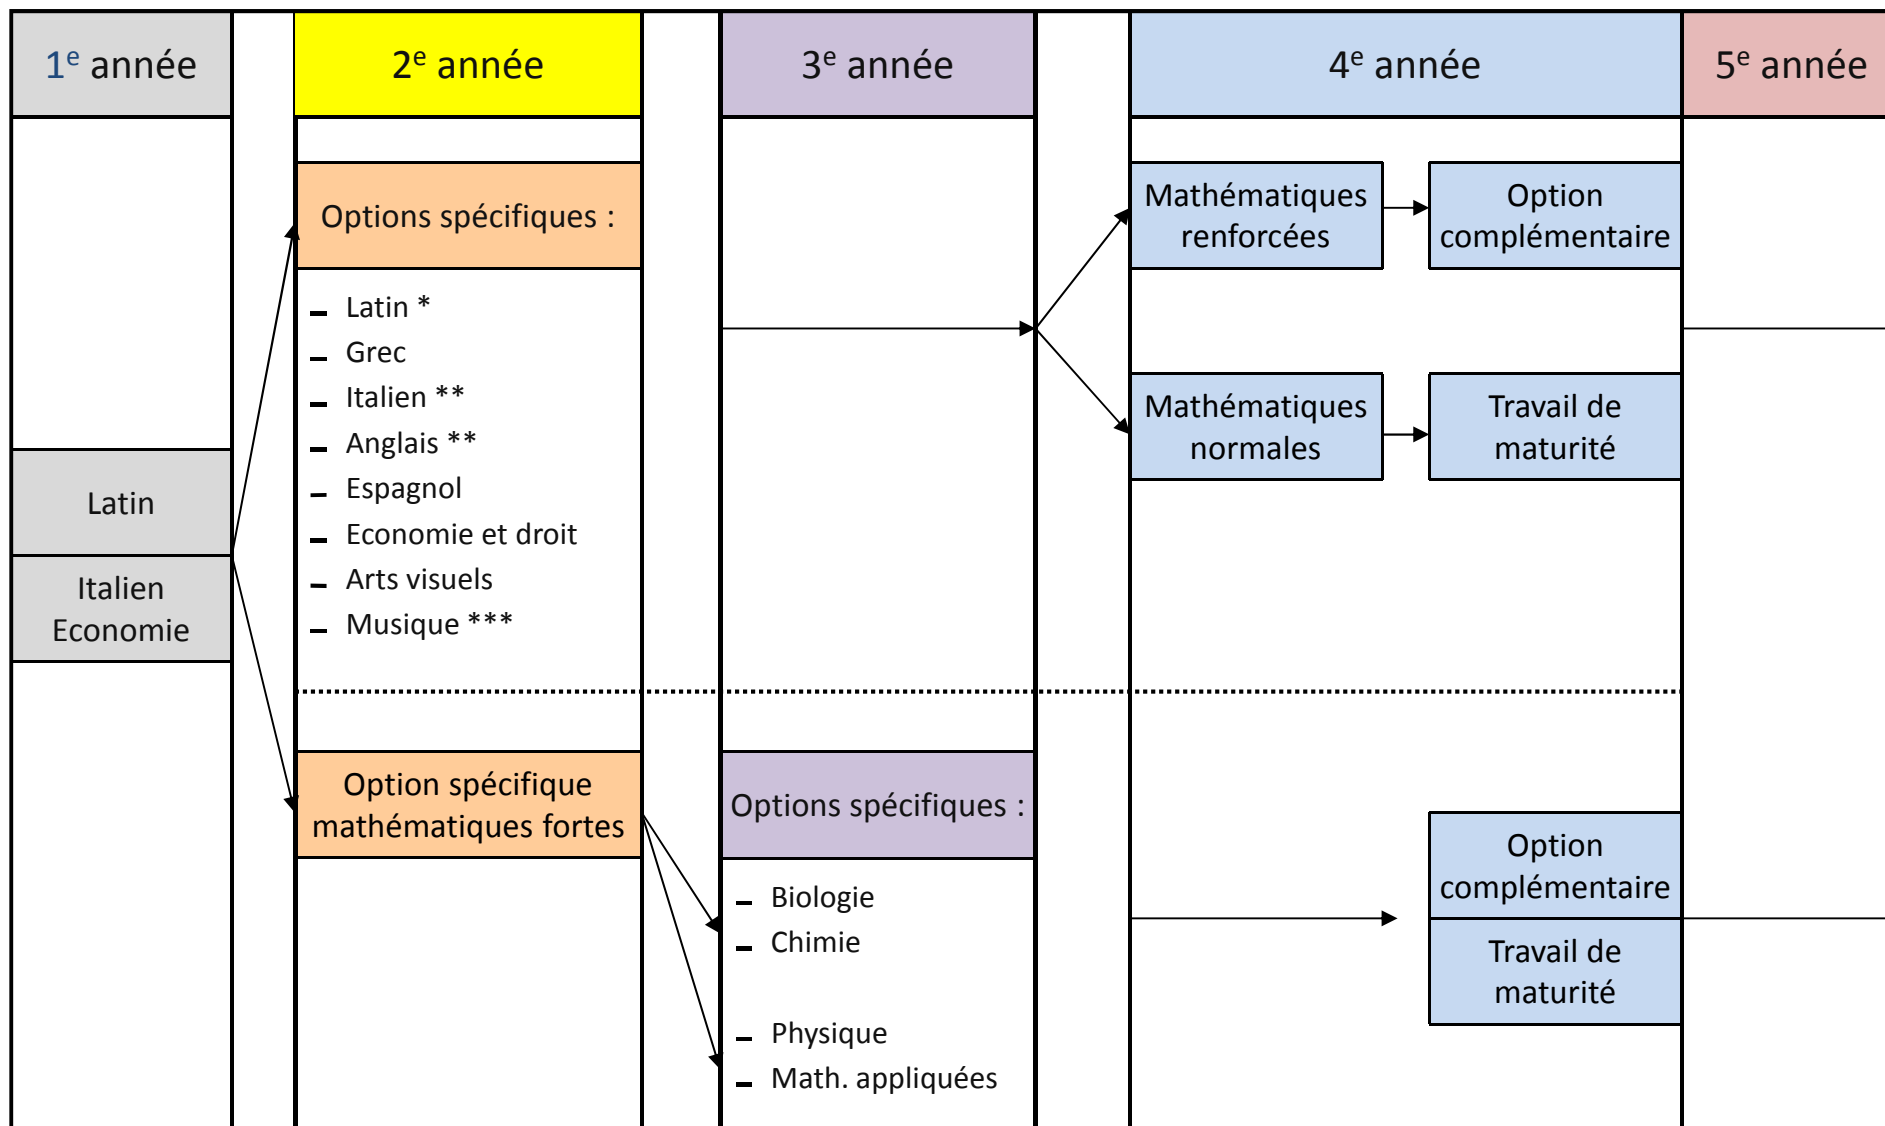 1e année
2e année
3e année
4e année
5e année
Latin
Italien
Economie
Options spécifiques :
– Latin *
– Grec
– Italien **
– Anglais **
– Espagnol
– Economie et droit
– Arts visuels
– Musique ***
Option spécifique
mathématiques fortes
Options spécifiques :
– Biologie
– Chimie
– Physique
– Math. appliquées
Mathématiques
renforcées
Option
complémentaire
Mathématiques
normales
Travail de
maturité
Option
complémentaire
Travail de
maturité